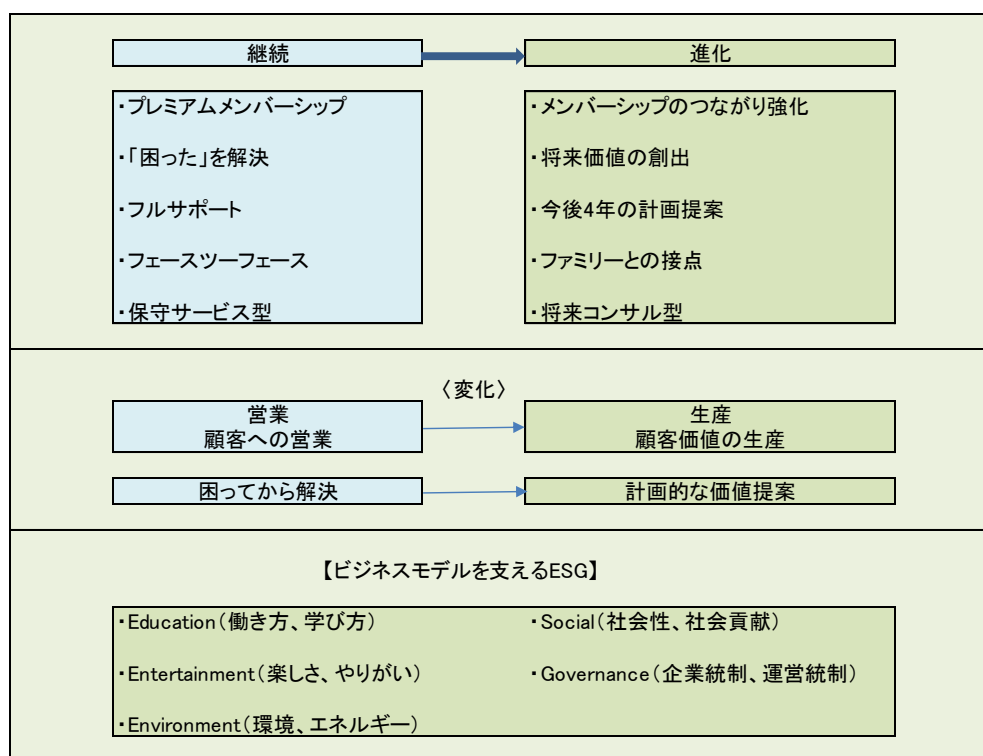 継続
進化
・プレミアムメンバーシップ
・「困った」を解決
・フルサポート
・フェースツーフェース
・保守サービス型
・メンバーシップのつながり強化
・将来価値の創出
・今後4年の計画提案
・ファミリーとの接点
・将来コンサル型
〈変化〉
営業
顧客への営業
生産
顧客価値の生産
困ってから解決
計画的な価値提案
【ビジネスモデルを支えるESG】
・Education（働き方、学び方）
・Entertainment（楽しさ、やりがい）
・Environment（環境、エネルギー）
・Social（社会性、社会貢献）
・Governance（企業統制、運営統制）